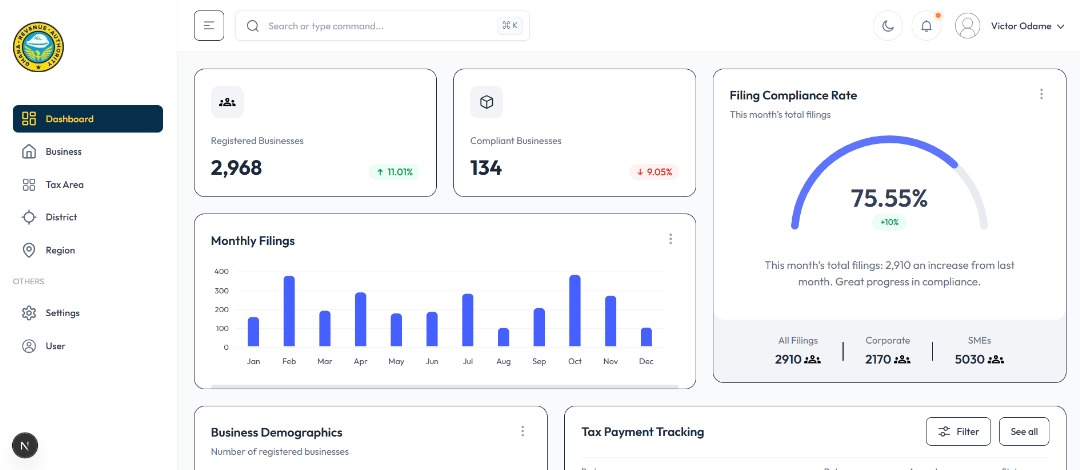 GHANA REVENUE AUTHORITY
Search or type command...
⌘ K
Victor Odame
Dashboard
Business
Tax Area
District
Region
OTHERS
Settings
User
N
Registered Businesses
2,968
↑ 11.01%
Compliant Businesses
134
↓ 9.05%
Monthly Filings
400
300
200
100
0
Jan Feb Mar Apr May Jun Jul Aug Sep Oct Nov Dec
Filing Compliance Rate
This month's total filings
75.55%
+10%
This month's total filings: 2,910 an increase from last
month. Great progress in compliance.
All Filings Corporate SMEs
2910 2170 5030
Business Demographics
Number of registered businesses
Tax Payment Tracking
Filter
See all